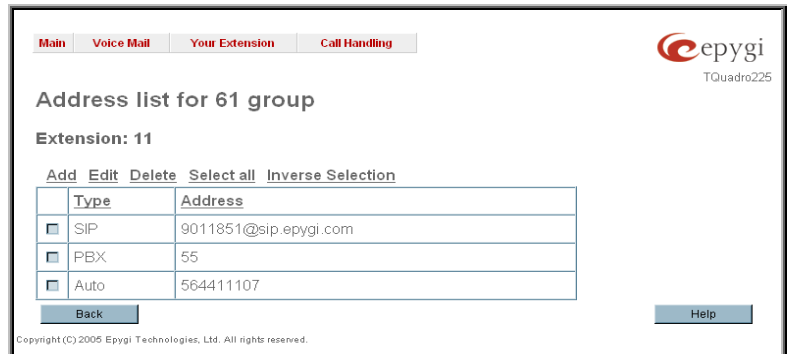 Main Voice Mail Your Extension Call Handling
epygi
TQuadro225
Address list for 61 group
Extension: 11
Add Edit Delete Select all Inverse Selection
Type Address
SIP 9011851@sip.epygi.com
PBX 55
Auto 564411107
Back Help
Copyright (C) 2005 Epygi Technologies, Ltd. All rights reserved.